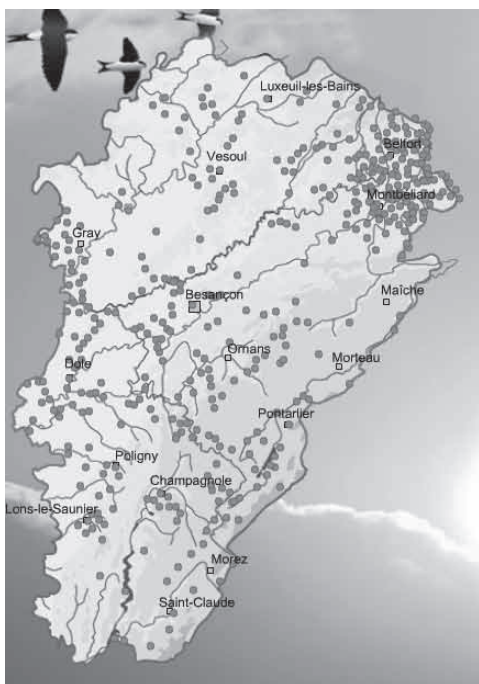 Luxeuil-les-Bains
Belfort
Vesoul
Montbéliard
Gray
Besançon
Maîche
Ornans
Morteau
Dole
Pontarlier
Poligny
Champagnole
Lons-le-Saunier
Morez
Saint-Claude